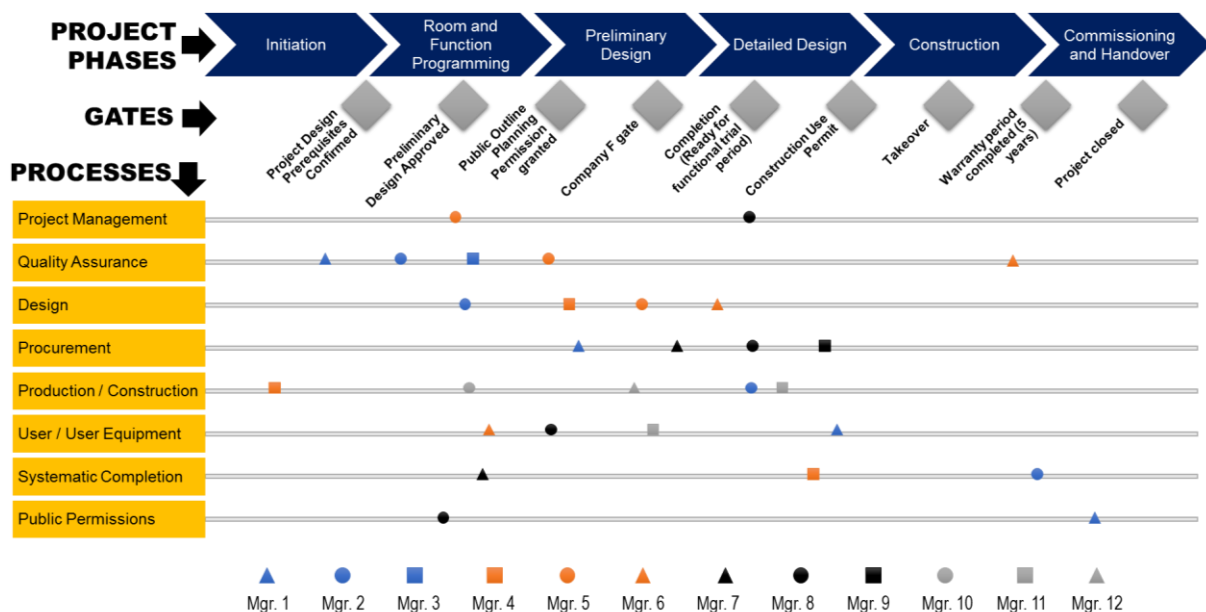 PROJECT
PHASES
Initiation
Room and
Function
Programming
Preliminary
Design
Detailed Design
Construction
Commissioning
and Handover
GATES
Project Design
Prerequisites
Confirmed
Preliminary
Design Approved
Public Outline
Planning
Permission
granted
Company F gate
Completion
(Ready for
functional trial
period)
Construction Use
Permit
Takeover
Warranty period
completed (5
years)
Project closed
PROCESSES
Project Management
Quality Assurance
Design
Procurement
Production / Construction
User / User Equipment
Systematic Completion
Public Permissions
Mgr. 1
Mgr. 2
Mgr. 3
Mgr. 4
Mgr. 5
Mgr. 6
Mgr. 7
Mgr. 8
Mgr. 9
Mgr. 10
Mgr. 11
Mgr. 12